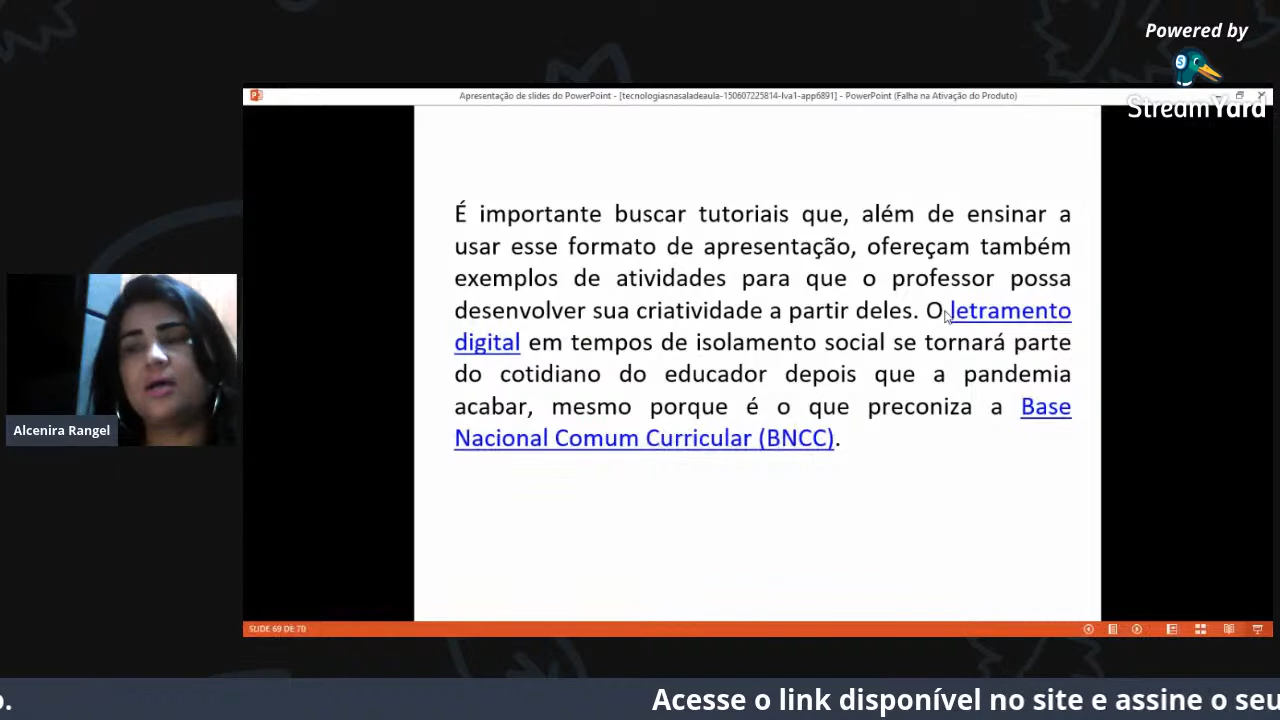 Powered by
StreamYard
Apresentação de slides do PowerPoint - [tecnologiasnasaladeaula-150607225814-lva1-app6891] - PowerPoint (Falha na Ativação do Produto)
É importante buscar tutoriais que, além de ensinar a
usar esse formato de apresentação, ofereçam também
exemplos de atividades para que o professor possa
desenvolver sua criatividade a partir deles. O letramento
digital em tempos de isolamento social se tornará parte
do cotidiano do educador depois que a pandemia
acabar, mesmo porque é o que preconiza a Base
Nacional Comum Curricular (BNCC).
Alcenira Rangel
SLIDE 69 DE 70
o. Acesse o link disponível no site e assine o seu